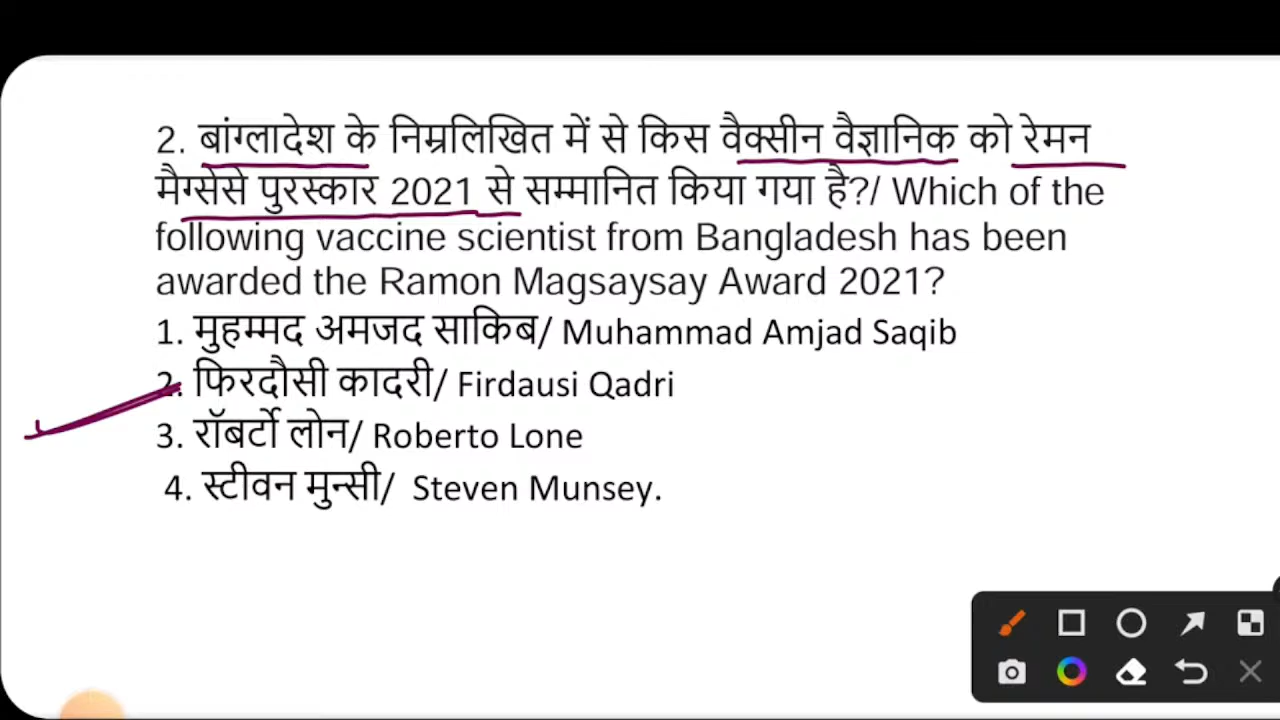 2. बांग्लादेश के निम्नलिखित में से किस वैक्सीन वैज्ञानिक को रेमन
मैग्सेसे पुरस्कार 2021 से सम्मानित किया गया है?/ Which of the
following vaccine scientist from Bangladesh has been
awarded the Ramon Magsaysay Award 2021?
1. मुहम्मद अमजद साकिब/ Muhammad Amjad Saqib
2. फिरदौसी कादरी/ Firdausi Qadri
3. रॉबर्टो लोन/ Roberto Lone
4. स्टीवन मुन्सी/ Steven Munsey.